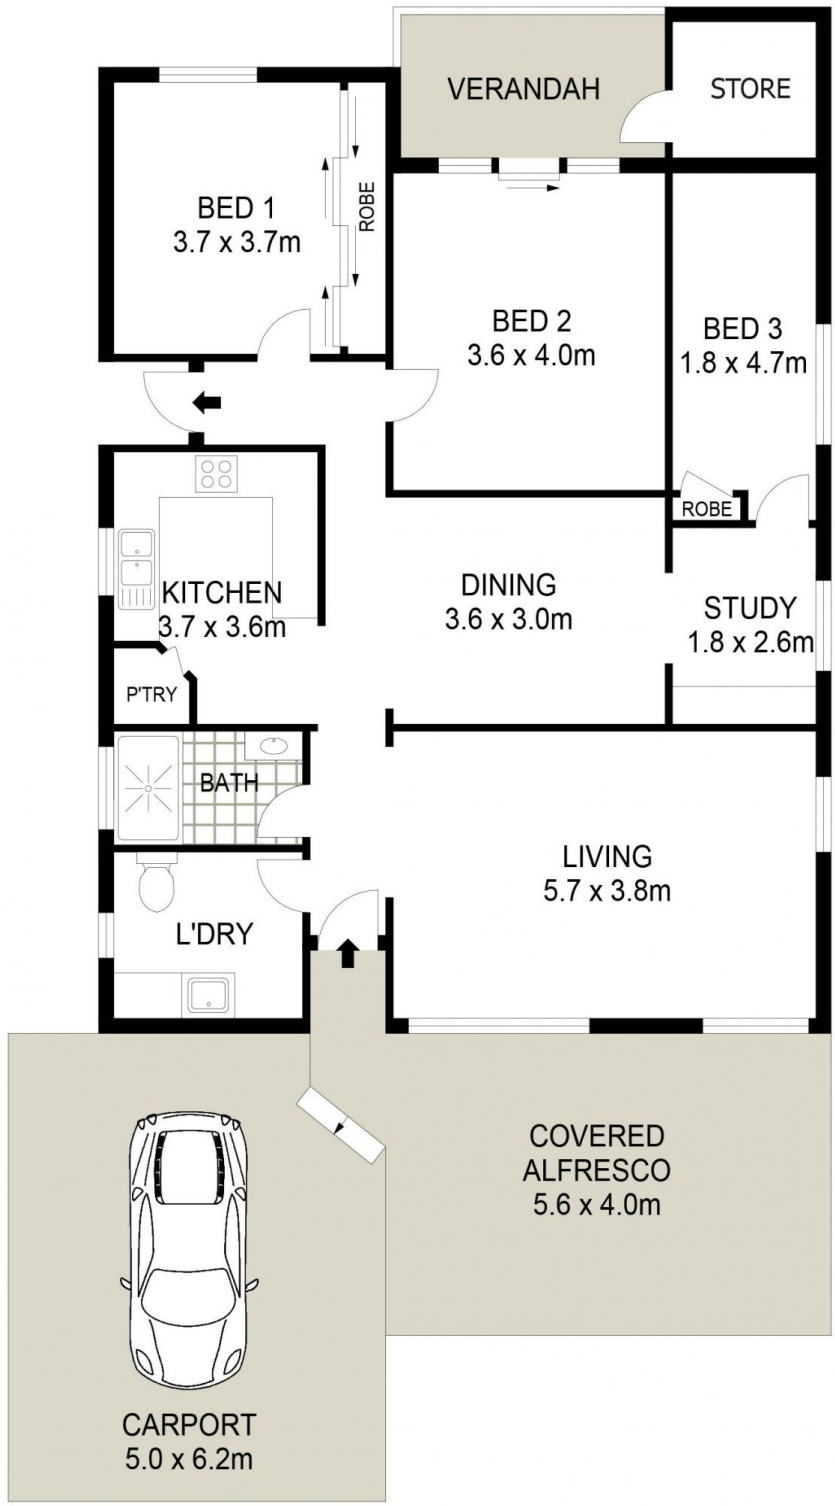 VERANDAH
STORE
BED 1
3.7 x 3.7m
ROBE
BED 2
3.6 x 4.0m
BED 3
1.8 x 4.7m
ROBE
KITCHEN
3.7 x 3.6m
DINING
3.6 x 3.0m
STUDY
1.8 x 2.6m
P'TRY
BATH
LIVING
5.7 x 3.8m
L'DRY
COVERED
ALFRESCO
5.6 x 4.0m
CARPORT
5.0 x 6.2m